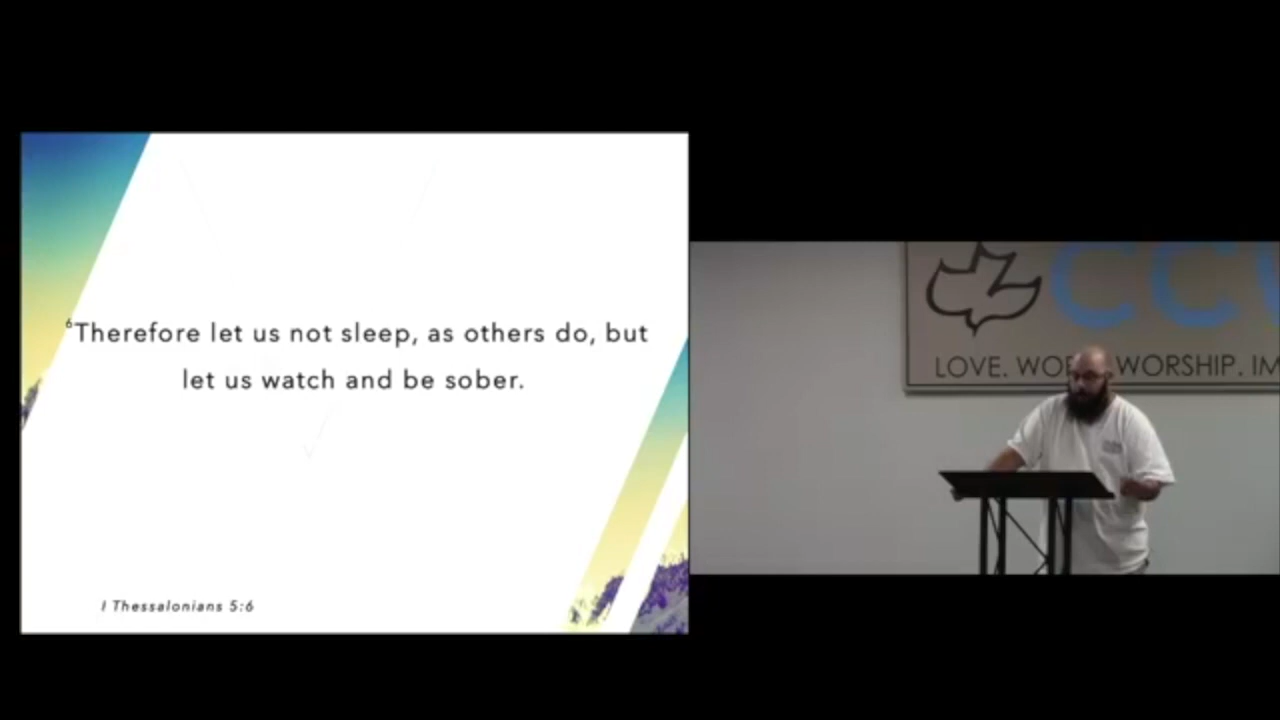 ⁶Therefore let us not sleep, as others do, but
let us watch and be sober.
I Thessalonians 5:6
CC
LOVE. WO WORSHIP. IM